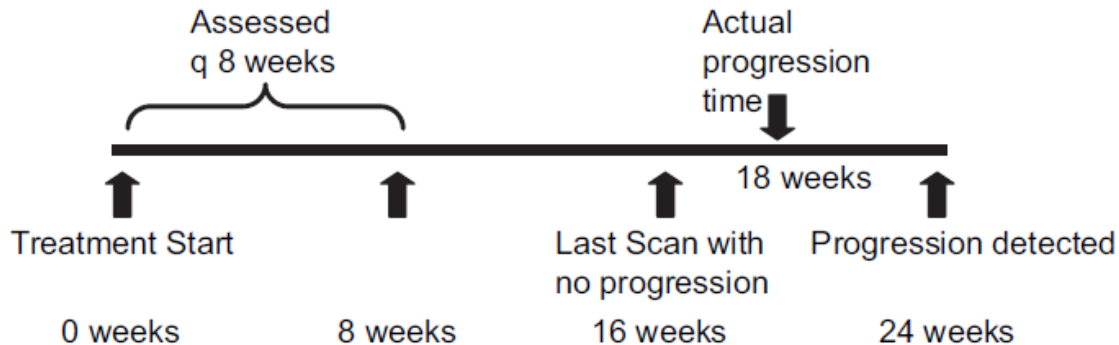 Assessed
q 8 weeks
Actual
progression
time
18 weeks
Treatment Start
Last Scan with
no progression
Progression detected
0 weeks
8 weeks
16 weeks
24 weeks